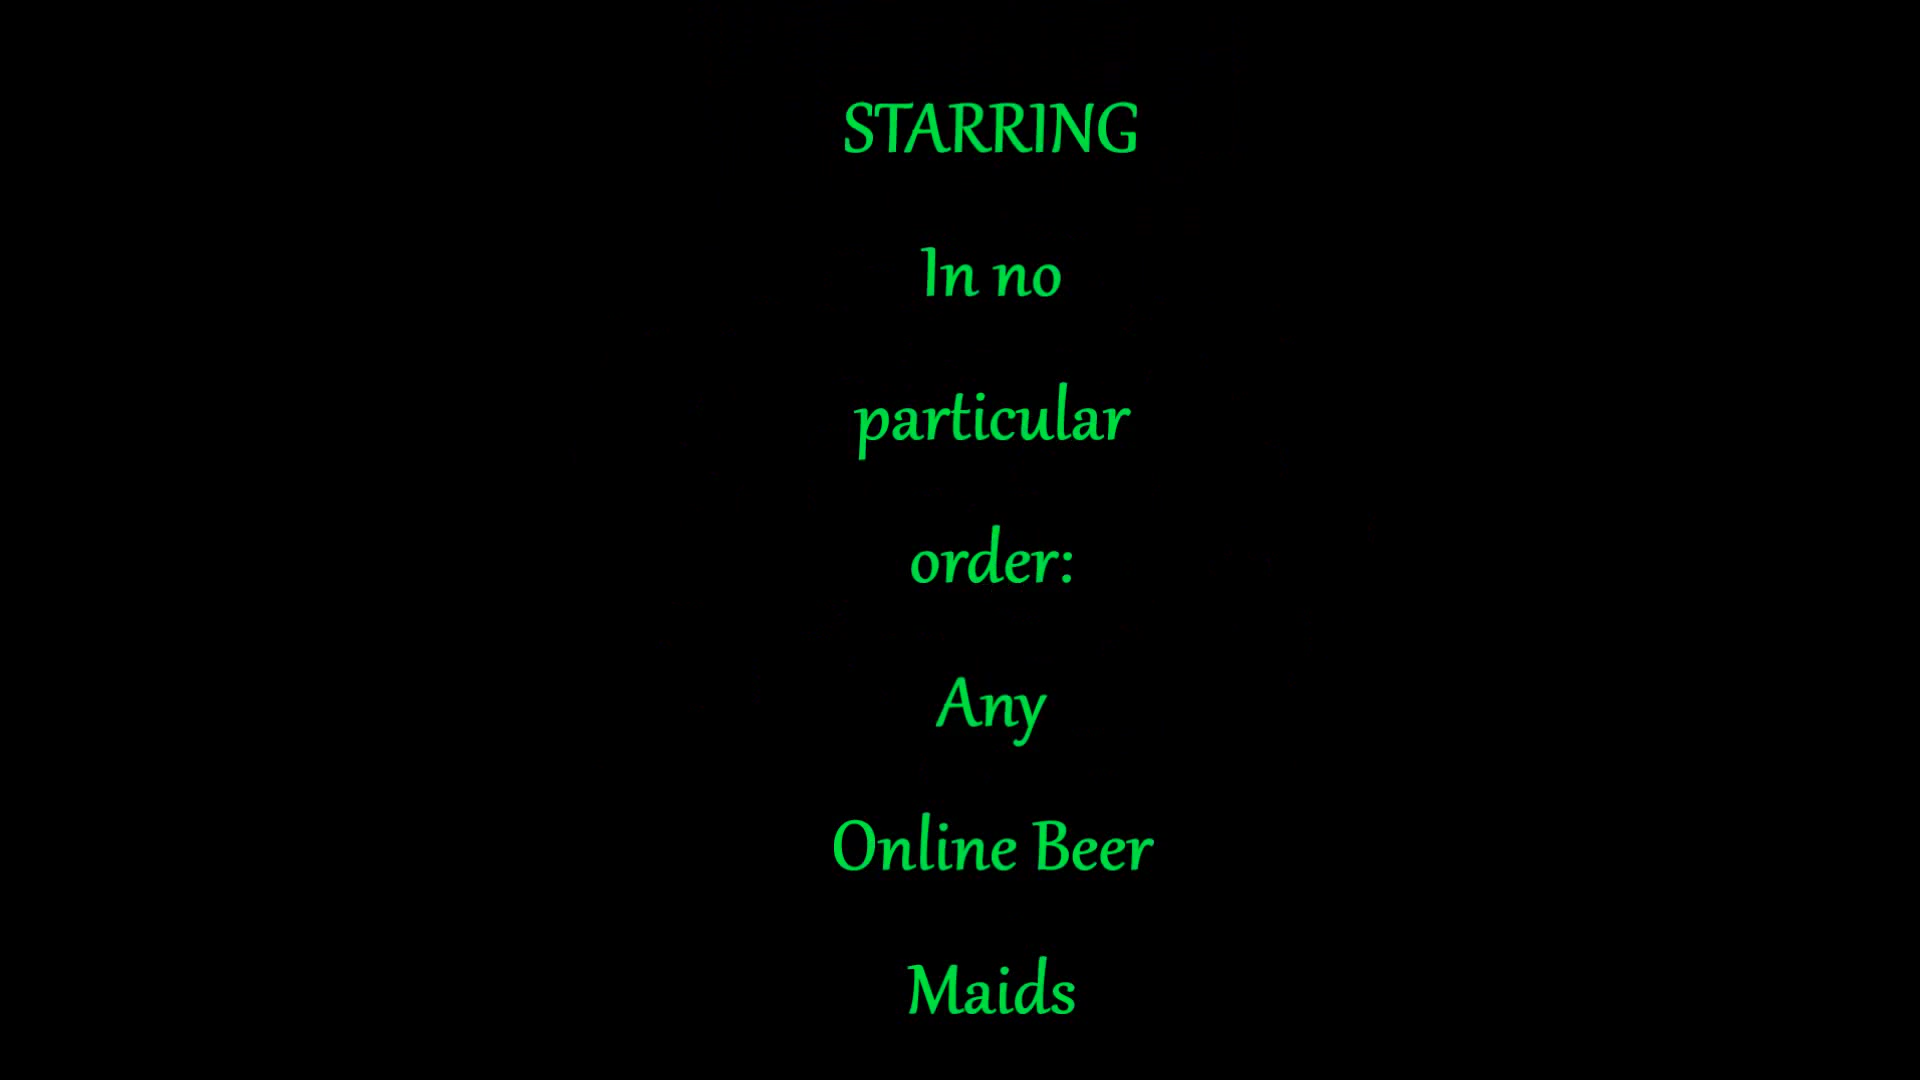 STARRING
In no
particular
order:
Any
Online Beer
Maids